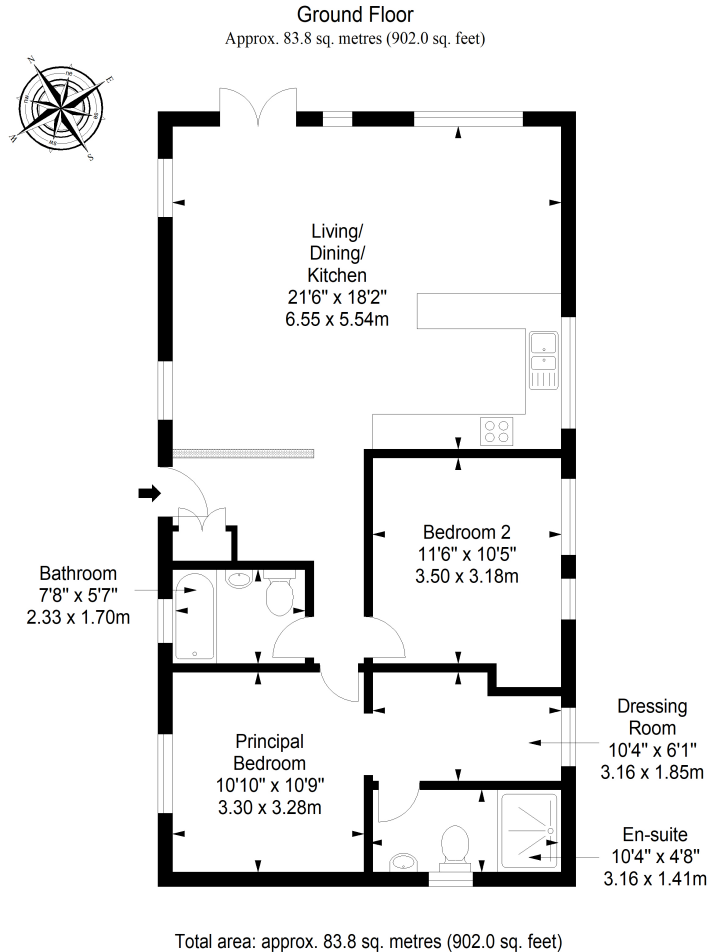 Ground Floor
Approx. 83.8 sq. metres (902.0 sq. feet)
N
E
S
W
NE
SE
SW
NW
Living/
Dining/
Kitchen
21'6" x 18'2"
6.55 x 5.54m
Bedroom 2
11'6" x 10'5"
3.50 x 3.18m
Bathroom
7'8" x 5'7"
2.33 x 1.70m
Principal
Bedroom
10'10" x 10'9"
3.30 x 3.28m
Dressing
Room
10'4" x 6'1"
3.16 x 1.85m
En-suite
10'4" x 4'8"
3.16 x 1.41m
Total area: approx. 83.8 sq. metres (902.0 sq. feet)